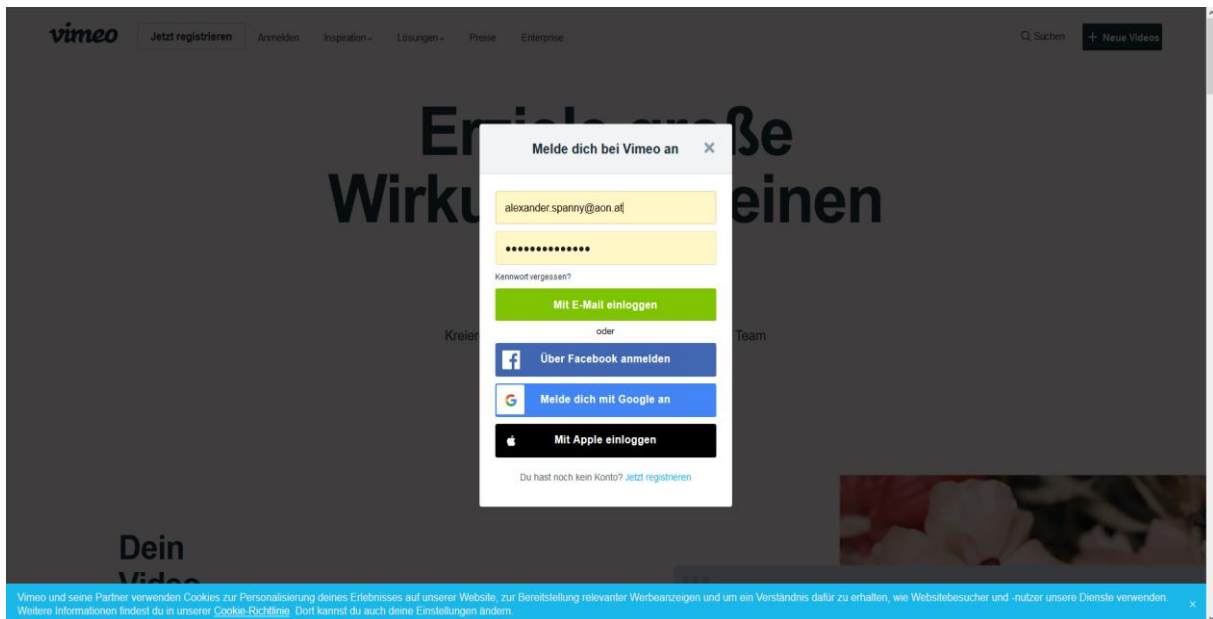 vimeo Jetzt registrieren Anmelden Inspiration Lösungen Preise Enterprise Suchen + Neue Videos
Melde dich bei Vimeo an ×
alexander.spanny@aon.at
••••••••••••••
Kennwort vergessen?
Mit E-Mail einloggen
oder
Über Facebook anmelden
Melde dich mit Google an
Mit Apple einloggen
Du hast noch kein Konto? Jetzt registrieren
einen
Team
Dein
Video
Vimeo und seine Partner verwenden Cookies zur Personalisierung deines Erlebnisses auf unserer Website, zur Bereitstellung relevanter Werbeanzeigen und um ein Verständnis dafür zu erhalten, wie Websitebesucher und -nutzer unsere Dienste verwenden. ×
Weitere Informationen findest du in unserer Cookie-Richtlinie. Dort kannst du auch deine Einstellungen ändern.